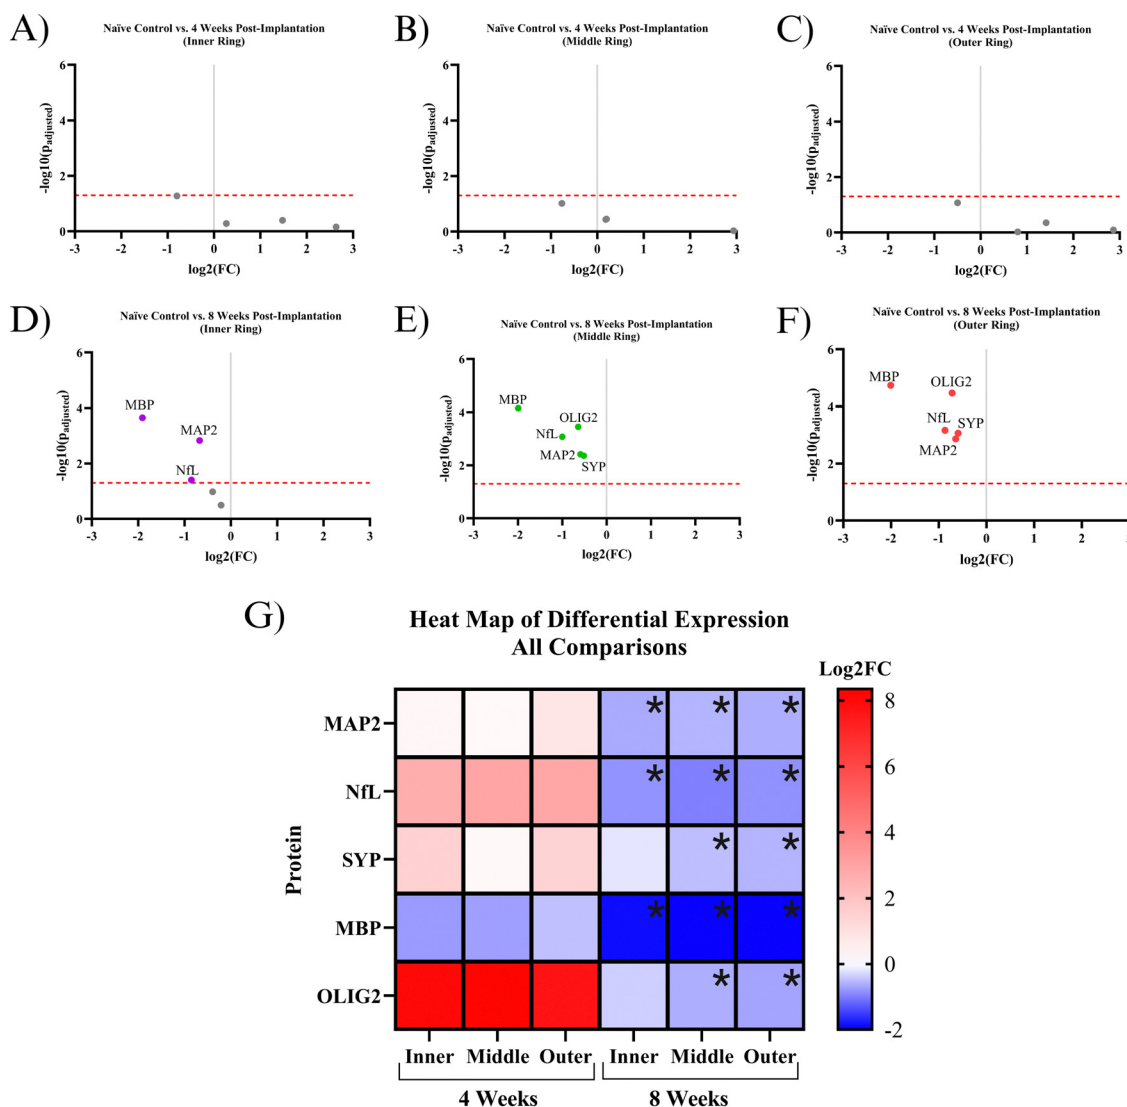 A)
Naïve Control vs. 4 Weeks Post-Implantation
(Inner Ring)
6
4
2
0
-log10(padjusted)
-3 -2 -1 0 1 2 3
log2(FC)
B)
Naïve Control vs. 4 Weeks Post-Implantation
(Middle Ring)
6
4
2
0
-log10(padjusted)
-3 -2 -1 0 1 2 3
log2(FC)
C)
Naïve Control vs. 4 Weeks Post-Implantation
(Outer Ring)
6
4
2
0
-log10(padjusted)
-3 -2 -1 0 1 2 3
log2(FC)
D)
Naïve Control vs. 8 Weeks Post-Implantation
(Inner Ring)
6
4
2
0
-log10(padjusted)
MBP
MAP2
NfL
-3 -2 -1 0 1 2 3
log2(FC)
E)
Naïve Control vs. 8 Weeks Post-Implantation
(Middle Ring)
6
4
2
0
-log10(padjusted)
MBP
OLIG2
NfL
MAP2
SYP
-3 -2 -1 0 1 2 3
log2(FC)
F)
Naïve Control vs. 8 Weeks Post-Implantation
(Outer Ring)
6
4
2
0
-log10(padjusted)
MBP
OLIG2
NfL
SYP
MAP2
-3 -2 -1 0 1 2
log2(FC)
G)
Heat Map of Differential Expression
All Comparisons
Log2FC
8
6
4
2
0
-2
Protein
MAP2 * * *
NfL * * *
SYP * *
MBP * * *
OLIG2 * *
Inner Middle Outer Inner Middle Outer
4 Weeks 8 Weeks